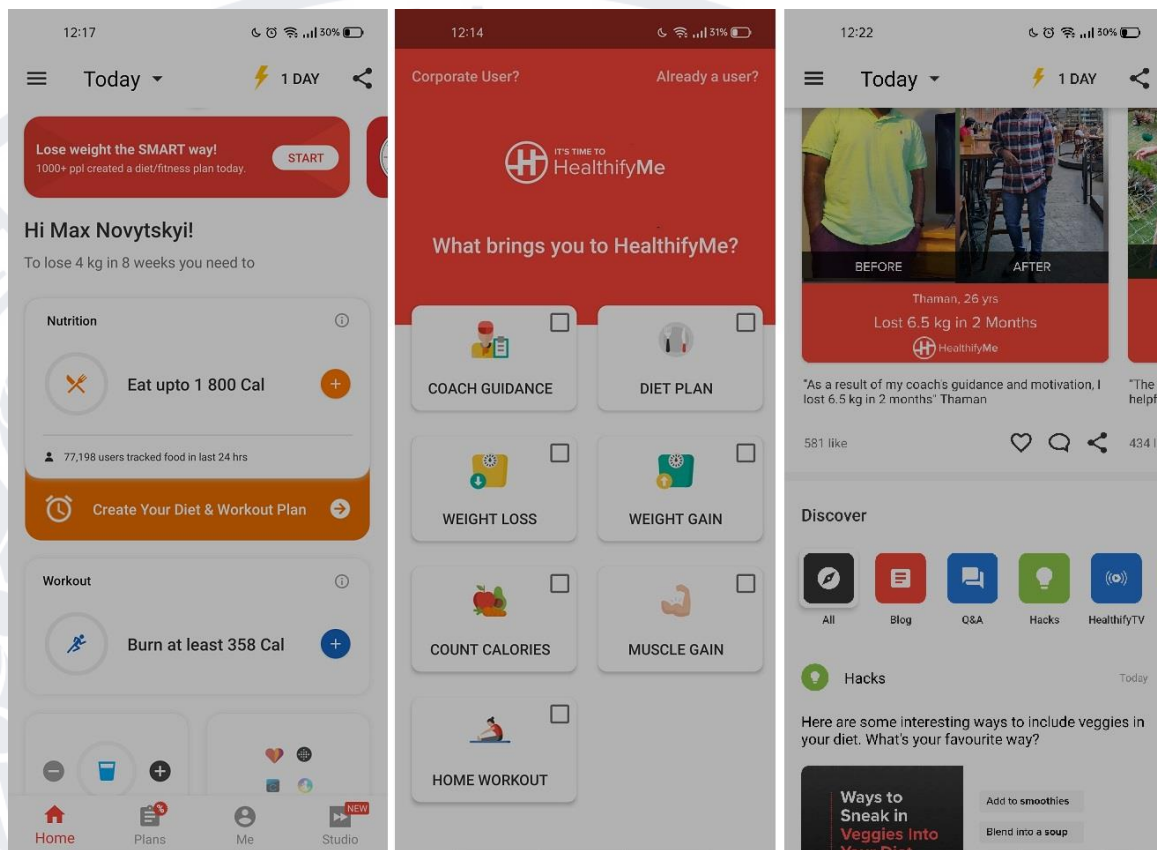 12:17
30%
Today
1 DAY
Lose weight the SMART way!
1000+ ppl created a diet/fitness plan today.
START
Hi Max Novytskyi!
To lose 4 kg in 8 weeks you need to
Nutrition
Eat upto 1 800 Cal
77,198 users tracked food in last 24 hrs
Create Your Diet & Workout Plan
Workout
Burn at least 358 Cal
Home
Plans
Me
NEW
Studio
12:14
31%
Corporate User?
Already a user?
IT'S TIME TO
HealthifyMe
What brings you to HealthifyMe?
COACH GUIDANCE
DIET PLAN
WEIGHT LOSS
WEIGHT GAIN
COUNT CALORIES
MUSCLE GAIN
HOME WORKOUT
12:22
30%
Today
1 DAY
BEFORE
AFTER
Thaman, 26 yrs
Lost 6.5 kg in 2 Months
HealthifyMe
"As a result of my coach's guidance and motivation, I
lost 6.5 kg in 2 months" Thaman
"The
helpf
581 like
434 l
Discover
All
Blog
Q&A
Hacks
HealthifyTV
Hacks
Today
Here are some interesting ways to include veggies in
your diet. What's your favourite way?
Ways to
Sneak in
Veggies Into
Your Diet
Add to smoothies
Blend into a soup